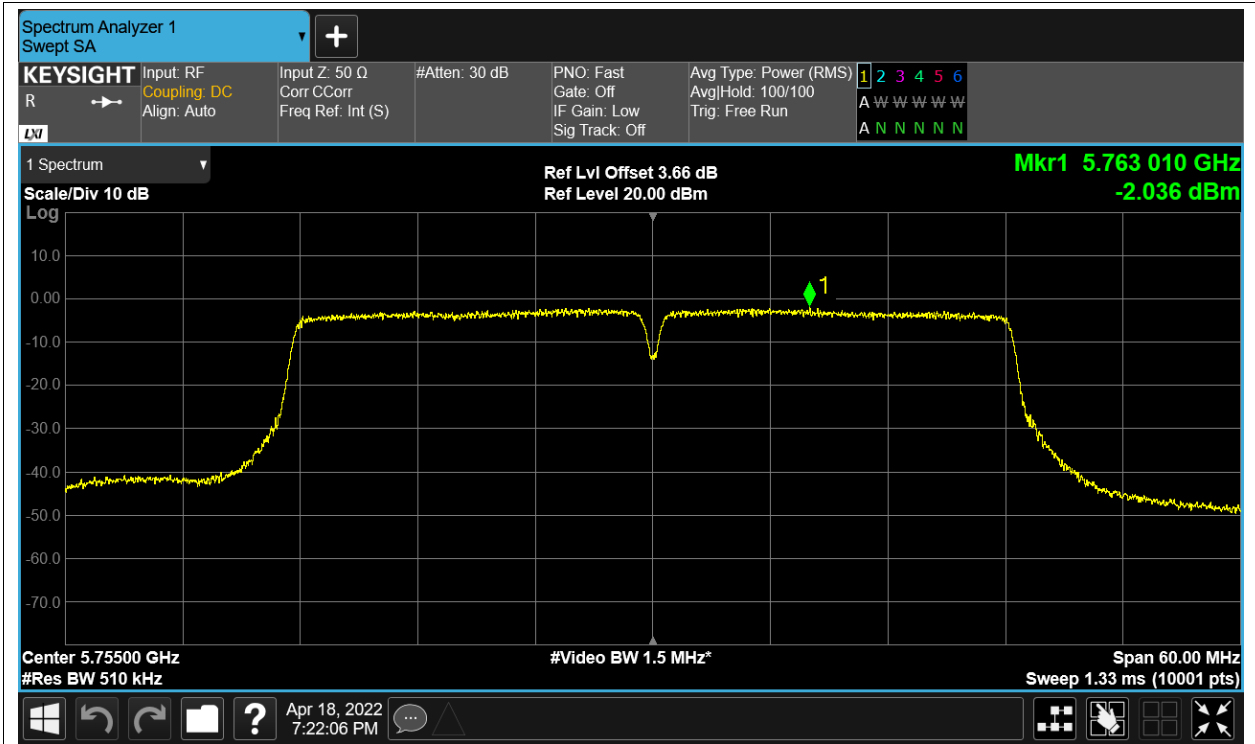 Spectrum Analyzer 1
Swept SA
KEYSIGHT
R
LXI
Input: RF
Coupling: DC
Align: Auto
Input Z: 50 Ω
Corr CCorr
Freq Ref: Int (S)
#Atten: 30 dB
PNO: Fast
Gate: Off
IF Gain: Low
Sig Track: Off
Avg Type: Power (RMS)
Avg|Hold: 100/100
Trig: Free Run
1 2 3 4 5 6
A W W W W W
A N N N N N
1 Spectrum
Scale/Div 10 dB
Log
Ref Lvl Offset 3.66 dB
Ref Level 20.00 dBm
Mkr1 5.763 010 GHz
-2.036 dBm
10.0
0.00
-10.0
-20.0
-30.0
-40.0
-50.0
-60.0
-70.0
1
Center 5.75500 GHz
#Res BW 510 kHz
#Video BW 1.5 MHz*
Span 60.00 MHz
Sweep 1.33 ms (10001 pts)
?
Apr 18, 2022
7:22:06 PM